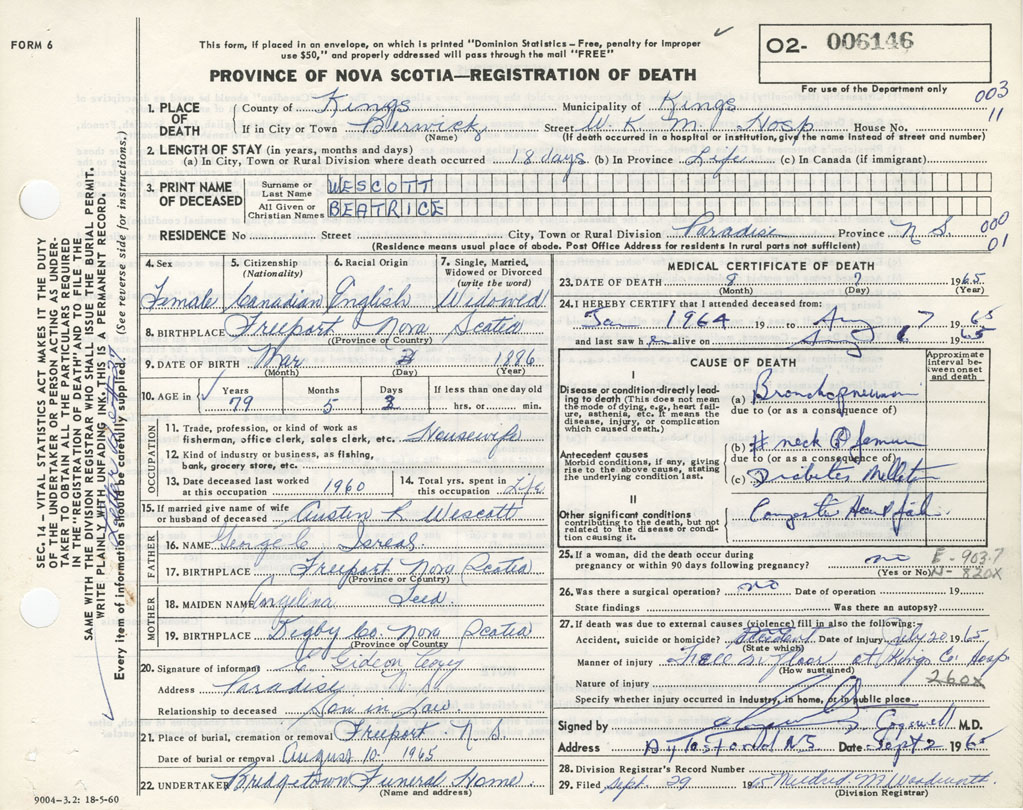 FORM 6
This form, if placed in an envelope, on which is printed "Dominion Statistics – Free, penalty for improper
use $50," and properly addressed will pass through the mail "FREE"
PROVINCE OF NOVA SCOTIA—REGISTRATION OF DEATH
O2- 006146
For use of the Department only
003
11
1. PLACE OF DEATH
County of Kings Municipality of Kings
If in City or Town Berwick Street W. K. M. Hosp House No.
(Name) (If death occurred in a hospital or institution, give the name instead of street and number)
2. LENGTH OF STAY (in years, months and days)
(a) In City, Town or Rural Division where death occurred 18 days (b) In Province Life (c) In Canada (if immigrant)
3. PRINT NAME OF DECEASED
Surname or Last Name WESCOTT
All Given or Christian Names BEATRICE
RESIDENCE No. Street City, Town or Rural Division Paradise Province N S
000
01
(Residence means usual place of abode. Post Office Address for residents in rural parts not sufficient)
4. Sex 5. Citizenship (Nationality) 6. Racial Origin 7. Single, Married, Widowed or Divorced (write the word)
Female Canadian English Widowed
8. BIRTHPLACE Freeport Nova Scotia
(Province or Country)
9. DATE OF BIRTH Mar 1886
(Month) (Day) (Year)
10. AGE in Years Months Days If less than one day old
79 5 hrs. or min.
OCCUPATION
11. Trade, profession, or kind of work as
fisherman, office clerk, sales clerk, etc. Housewife
12. Kind of industry or business, as fishing,
bank, grocery store, etc.
13. Date deceased last worked at this occupation 1960
14. Total yrs. spent in this occupation Life
15. If married give name of wife
or husband of deceased Austin R Wescott
FATHER
16. NAME George C.
17. BIRTHPLACE Freeport Nova Scotia
(Province or Country)
MOTHER
18. MAIDEN NAME Angelina
19. BIRTHPLACE Digby Co. Nova Scotia
(Province or Country)
20. Signature of informant C Gideon
Address Paradise N. S.
Relationship to deceased Son in Law
21. Place of burial, cremation or removal Freeport N. S
Date of burial or removal August 10 1965
22. UNDERTAKER Bridgetown Funeral Home
(Name and address)
9004—3.2: 18-5-60
MEDICAL CERTIFICATE OF DEATH
23. DATE OF DEATH 8 1965
(Month) (Day) (Year)
24. I HEREBY CERTIFY that I attended deceased from:
Jan 1964 19 to Aug 7 1965
and last saw h alive on Aug 1965
CAUSE OF DEATH
Approximate interval between onset and death
I
Disease or condition directly leading to death (This does not mean the mode of dying, e.g., heart failure, asthenia, etc. It means the disease, injury, or complication which caused death.)
(a) Bronchopneumon
due to (or as a consequence of)
Antecedent causes
Morbid conditions, if any, giving rise to the above cause, stating the underlying condition last.
(b) # neck (R) femur
due to (or as a consequence of)
(c) Diabetes
II
Other significant conditions
contributing to the death, but not related to the disease or condition causing it.
25. If a woman, did the death occur during
pregnancy or within 90 days following pregnancy? no
(Yes or No)
E - 903.7
N - 820X
26. Was there a surgical operation? no Date of operation 19
State findings Was there an autopsy?
27. If death was due to external causes (violence) fill in also the following:
Accident, suicide or homicide? Accident Date of injury July 20 1965
(State which)
Manner of injury Fell on floor at Kings Co. Hosp
(How sustained)
Nature of injury 260X
Specify whether injury occurred in industry, in home, or in public place
Signed by Cogswell M.D.
Address N S Date Sept 2 1965
28. Division Registrar's Record Number
29. Filed Sept. 29 1965 Mildred M Woodworth
(Division Registrar)
SEC. 14 — VITAL STATISTICS ACT MAKES IT THE DUTY
OF THE UNDERTAKER OR PERSON ACTING AS UNDER-
TAKER TO OBTAIN ALL THE PARTICULARS REQUIRED
IN THE "REGISTRATION OF DEATH" AND TO FILE THE
SAME WITH THE DIVISION REGISTRAR WHO SHALL ISSUE THE BURIAL PERMIT.
WRITE PLAINLY WITH UNFADING INK. THIS IS A PERMANENT RECORD.
Every item of information should be carefully supplied. (See reverse side for instructions.)